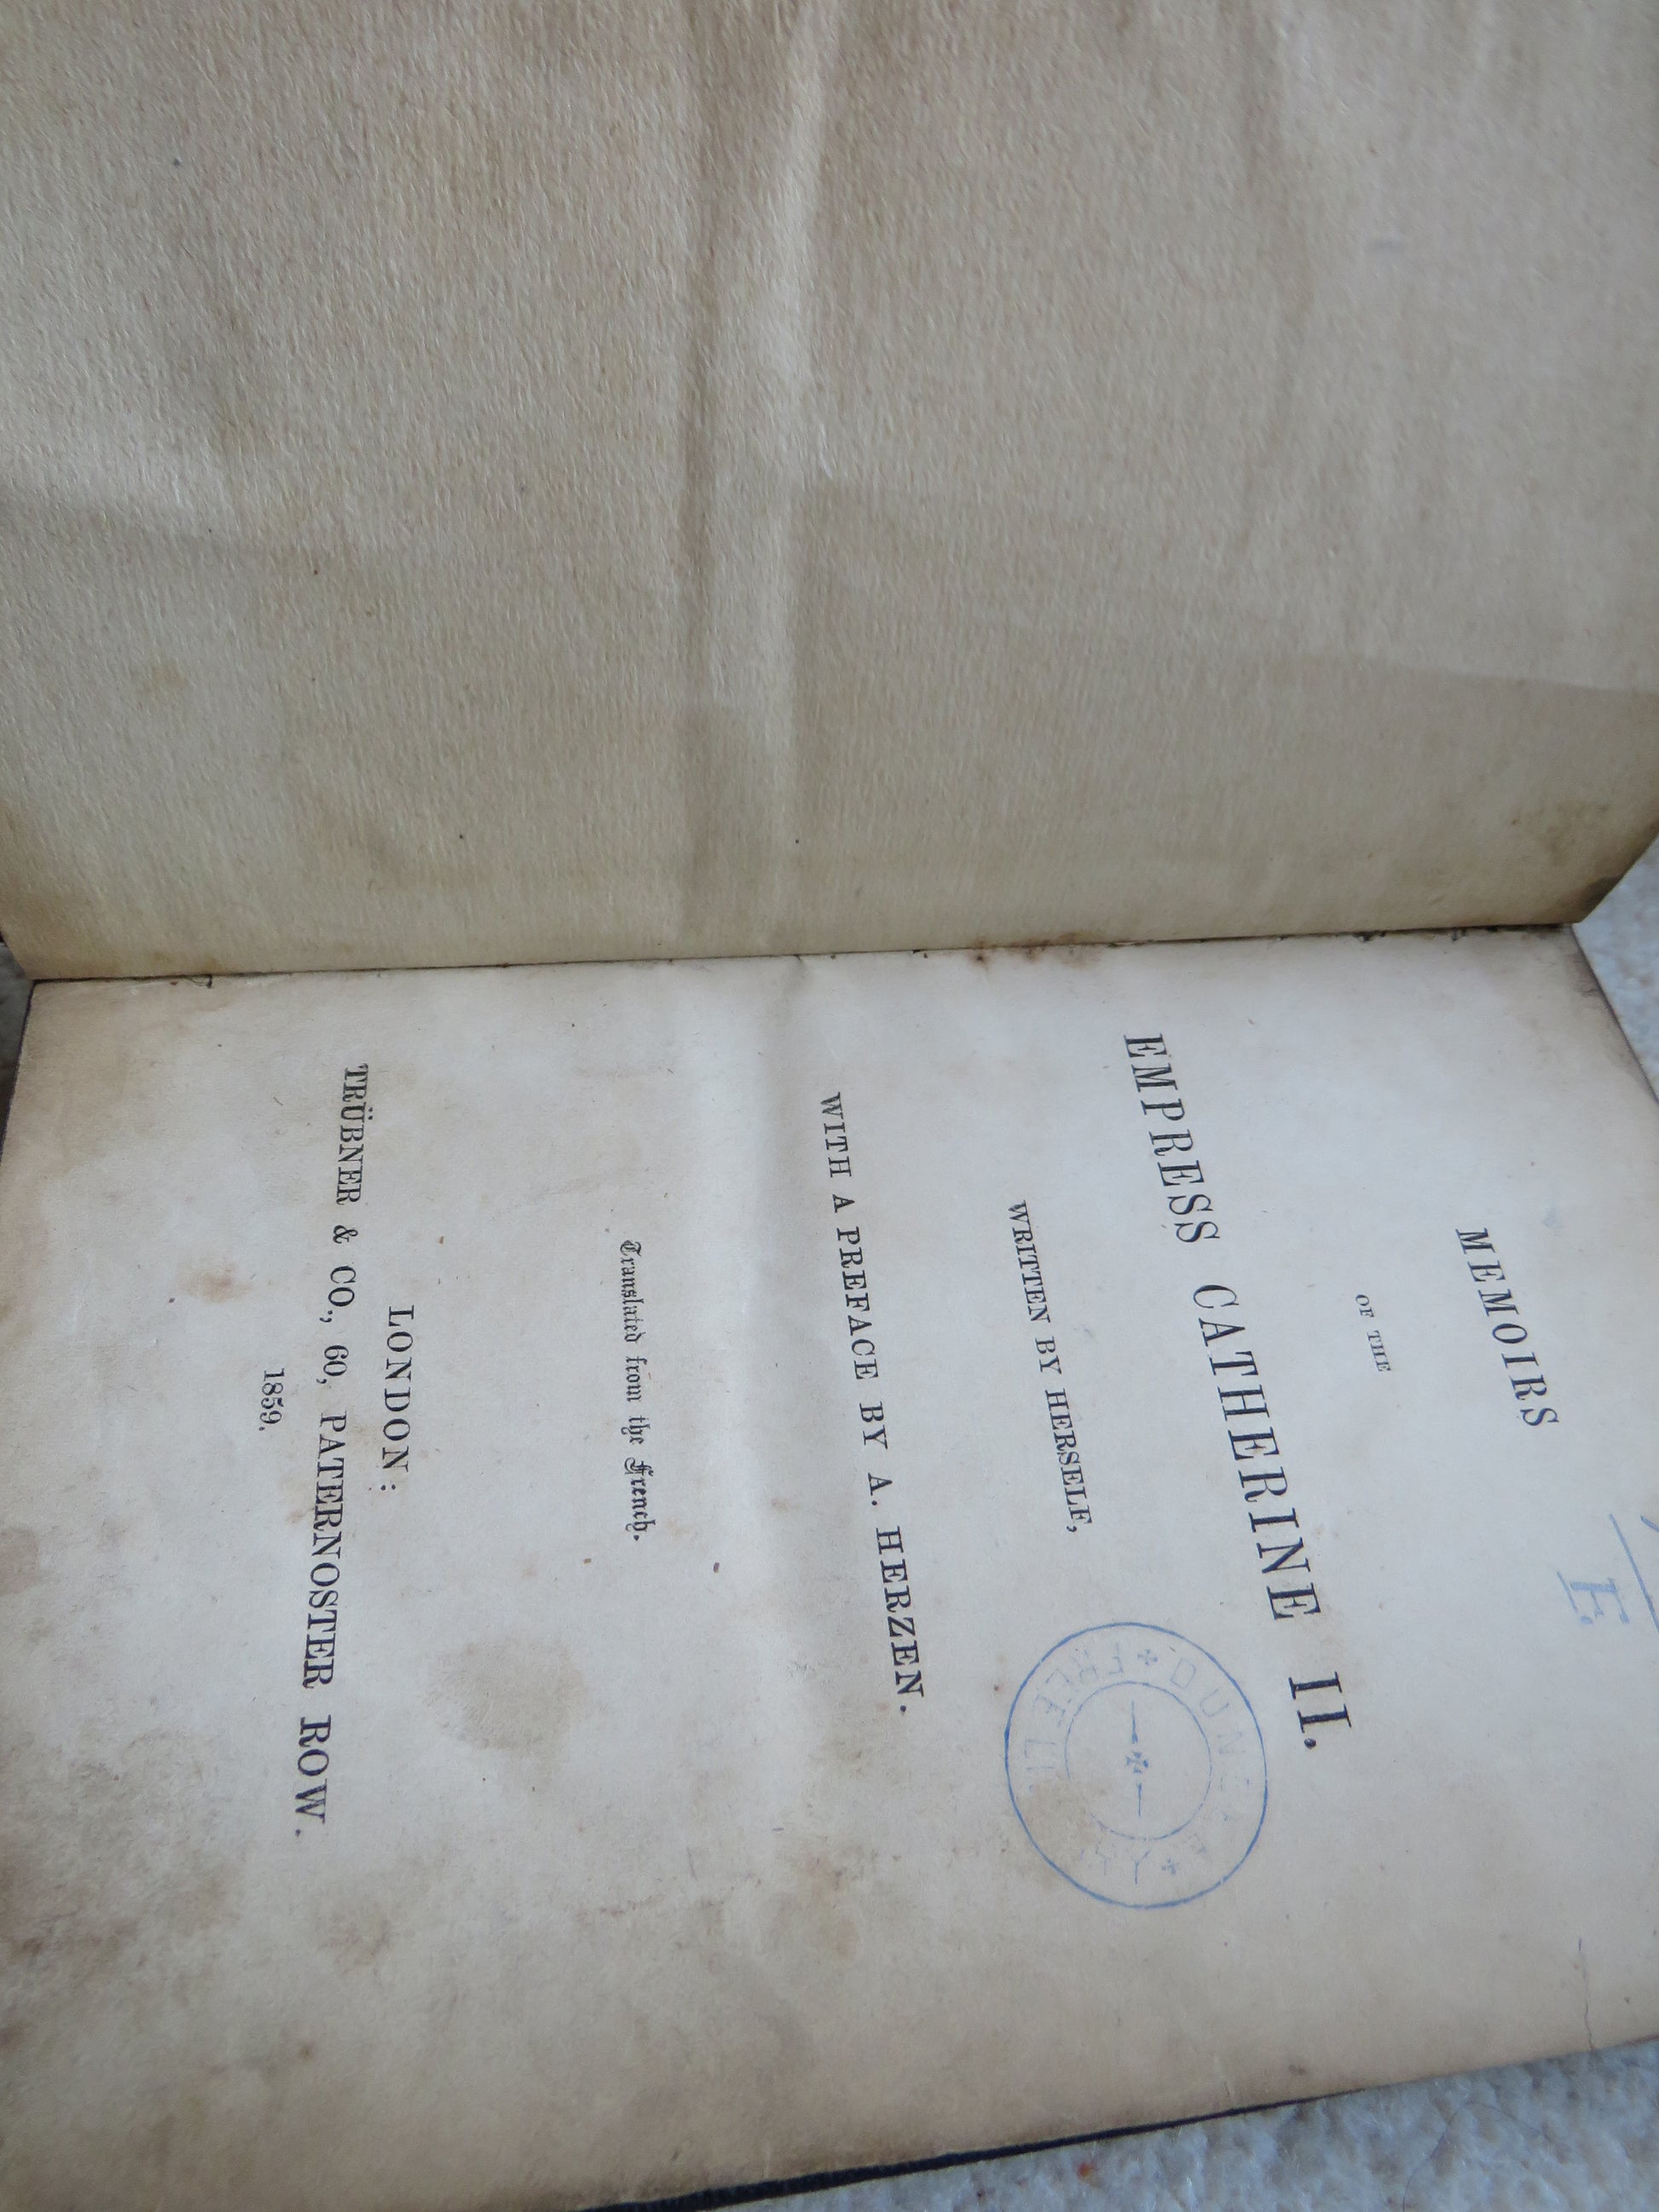 MEMOIRS
OF THE
EMPRESS CATHERINE II.
WRITTEN BY HERSELF,
WITH A PREFACE BY A. HERZEN.
Translated from the French.
LONDON:
TRÜBNER & CO., 60, PATERNOSTER ROW.
1859.
E